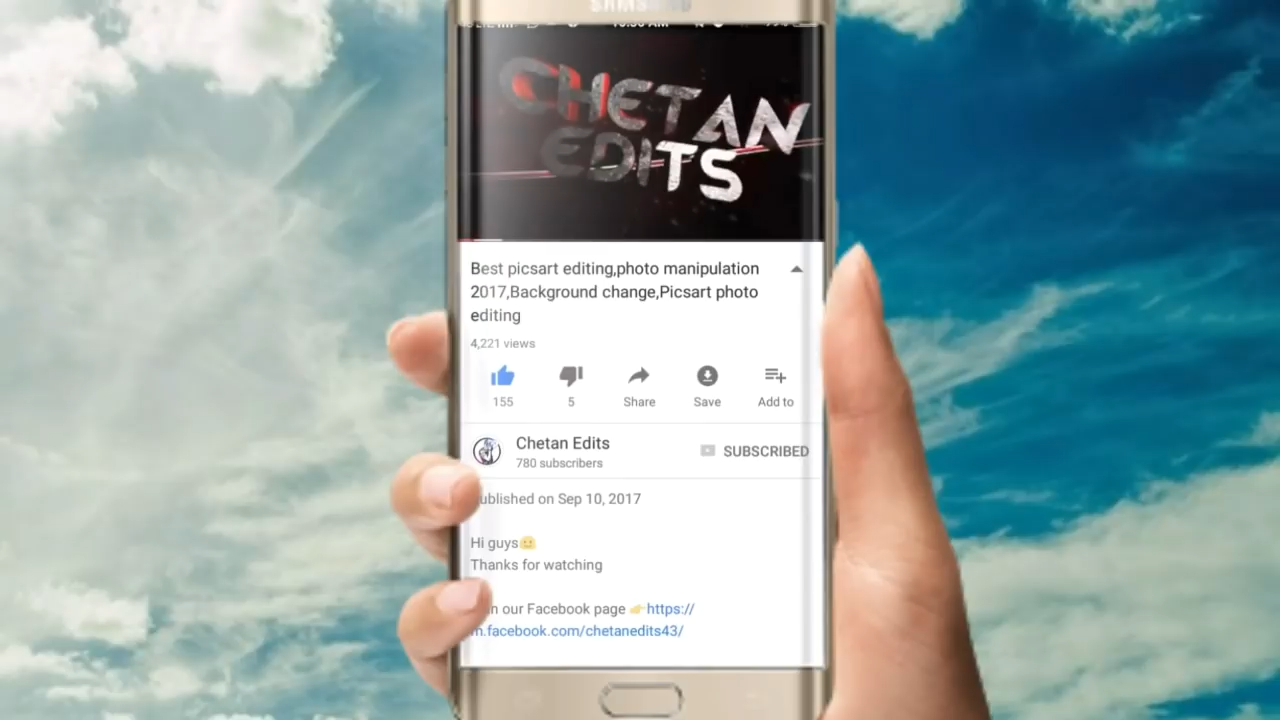 SAMSUNG
CHETAN
EDITS
Best picsart editing,photo manipulation
2017,Background change,Picsart photo
editing
4,221 views
155
5
Share
Save
Add to
Chetan Edits
780 subscribers
SUBSCRIBED
ublished on Sep 10, 2017
Hi guys🙂
Thanks for watching
n our Facebook page 👉https://
m.facebook.com/chetanedits43/